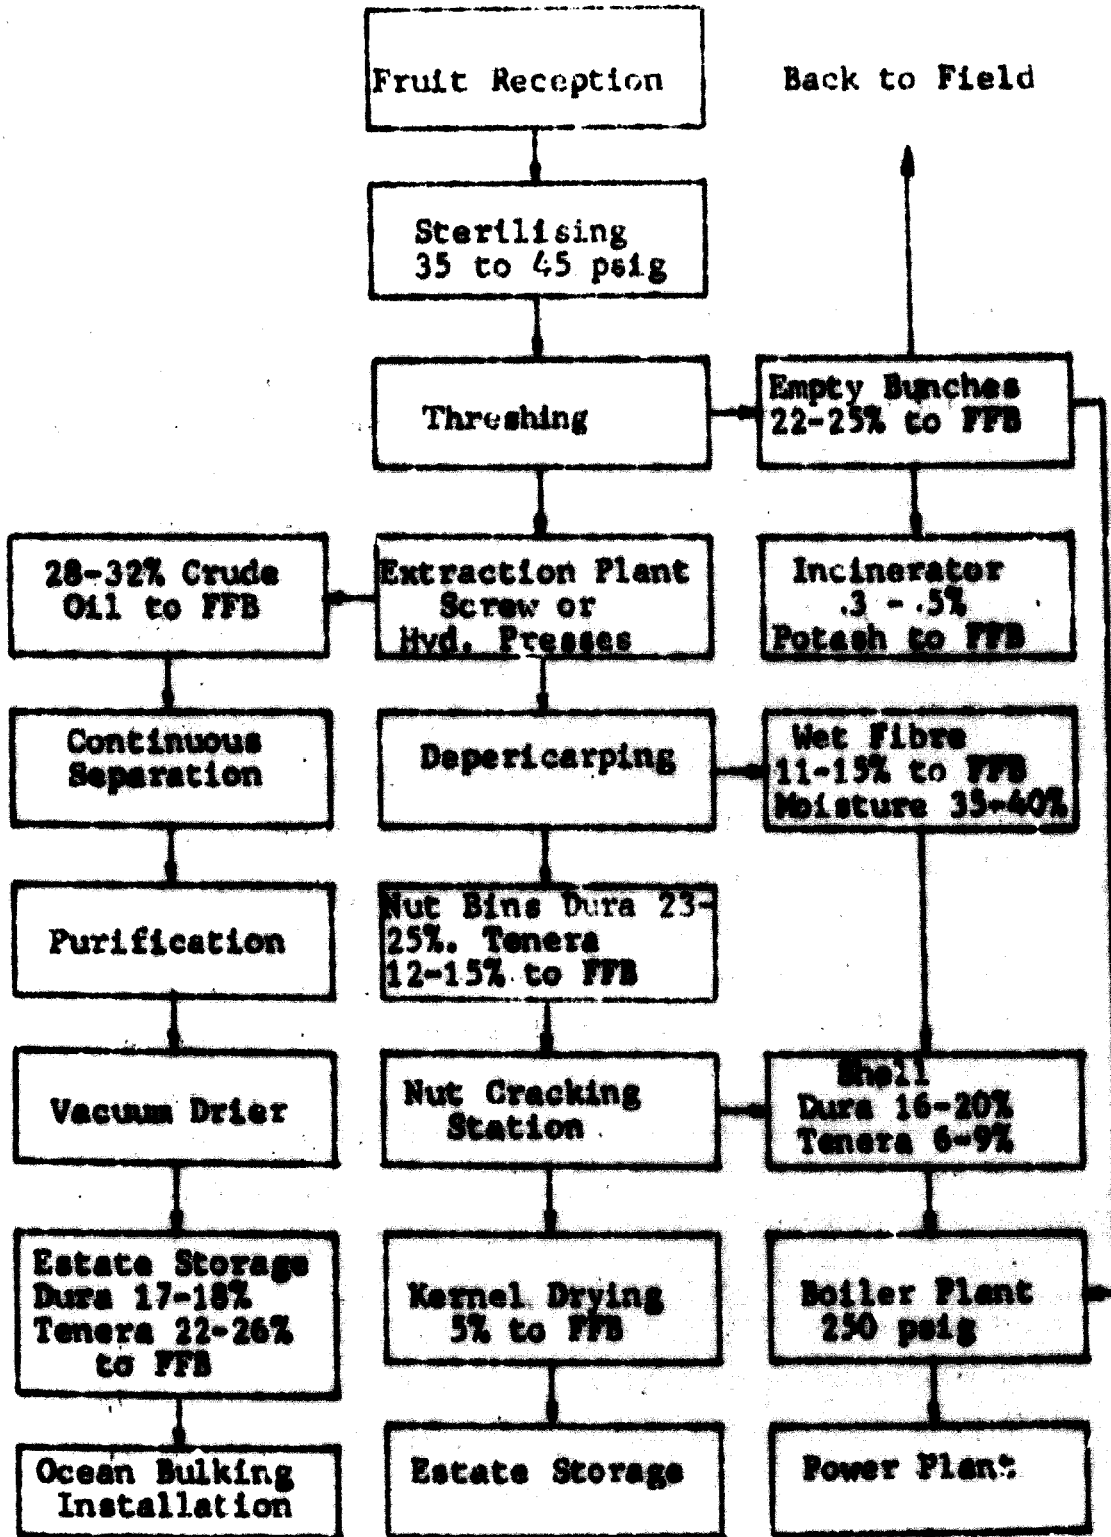 Fruit Reception
Back to Field
Sterilising
35 to 45 psig
Threshing
Empty Bunches
22-25% to FFB
28-32% Crude
Oil to FFB
Extraction Plant
Screw or
Hyd. Presses
Incinerator
.3 - .5%
Potash to FFB
Continuous
Separation
Depericarping
Wet Fibre
11-15% to FFB
Moisture 35-40%
Purification
Nut Bins Dura 23-
25%. Tenera
12-15% to FFB
Vacuum Drier
Nut Cracking
Station
Shell
Dura 16-20%
Tenera 6-9%
Estate Storage
Dura 17-18%
Tenera 22-26%
to FFB
Kernel Drying
5% to FFB
Boiler Plant
250 psig
Ocean Bulking
Installation
Estate Storage
Power Plant